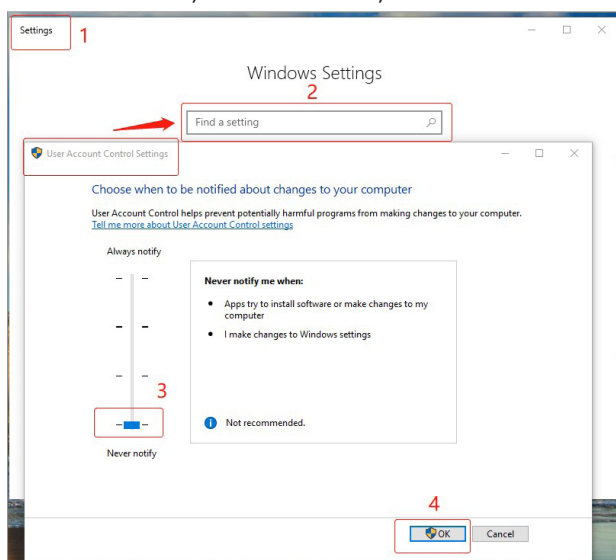 Settings
1
Windows Settings
2
Find a setting
User Account Control Settings
Choose when to be notified about changes to your computer
User Account Control helps prevent potentially harmful programs from making changes to your computer.
Tell me more about User Account Control settings
Always notify
Never notify me when:
Apps try to install software or make changes to my
computer
I make changes to Windows settings
3
Not recommended.
Never notify
4
OK
Cancel